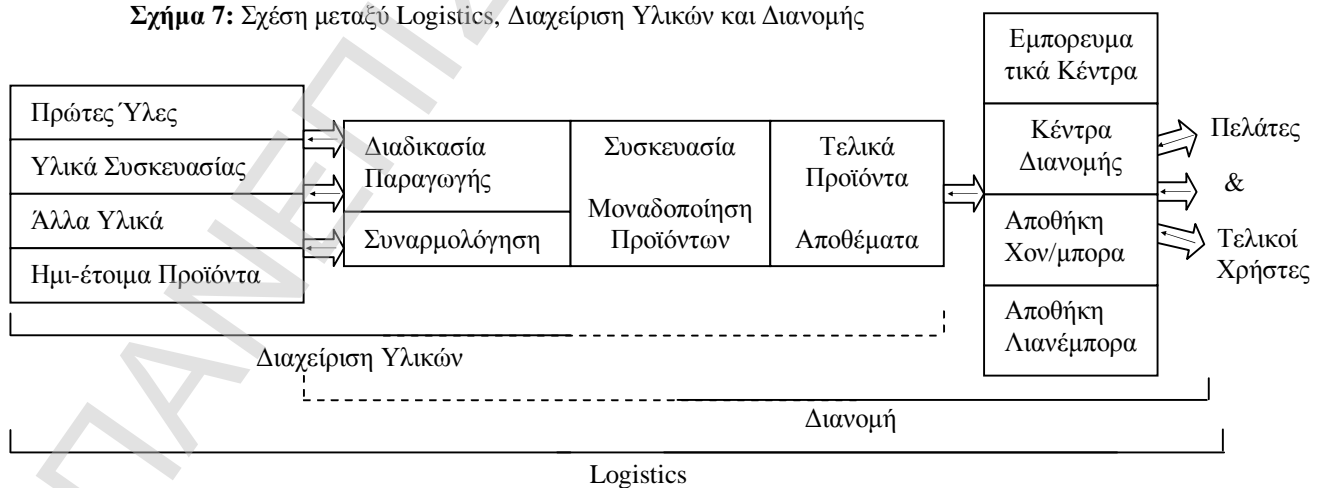 Σχήμα 7: Σχέση μεταξύ Logistics, Διαχείριση Υλικών και Διανομής
Πρώτες Ύλες
Υλικά Συσκευασίας
Άλλα Υλικά
Ημι-έτοιμα Προϊόντα
Διαδικασία
Παραγωγής
Συναρμολόγηση
Συσκευασία
Μοναδοποίηση
Προϊόντων
Τελικά
Προϊόντα
Αποθέματα
Εμπορευμα
τικά Κέντρα
Κέντρα
Διανομής
Αποθήκη
Χον/μπορα
Αποθήκη
Λιανέμπορα
Πελάτες
&
Τελικοί
Χρήστες
Διαχείριση Υλικών
Διανομή
Logistics